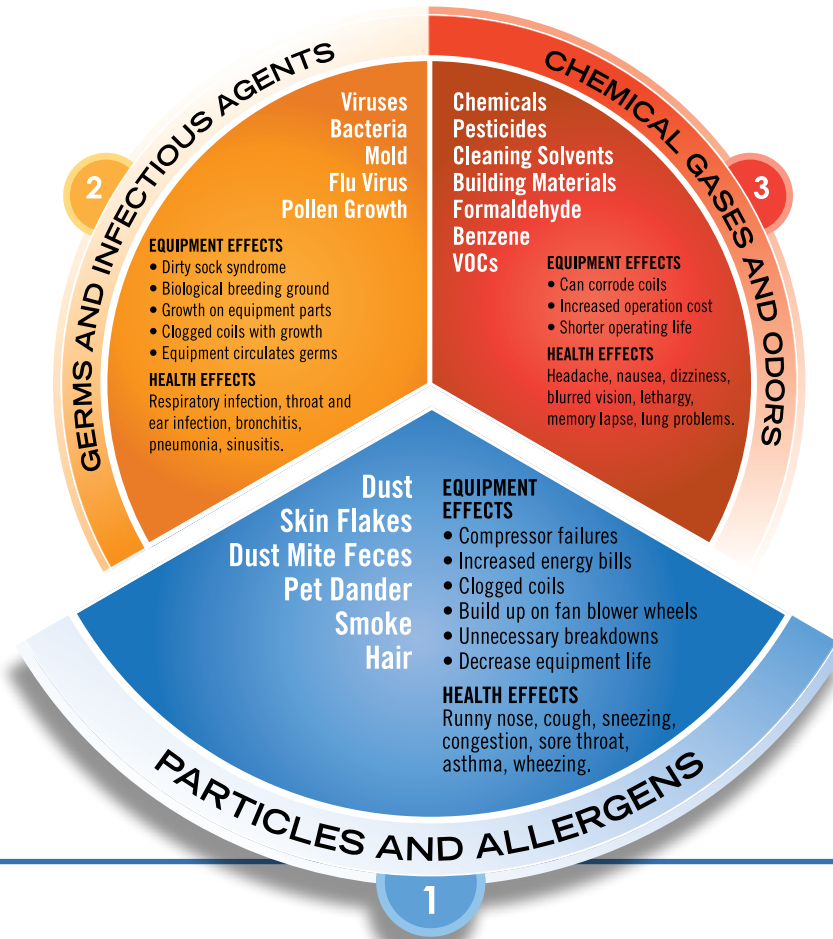 GERMS AND INFECTIOUS AGENTS
2
Viruses
Bacteria
Mold
Flu Virus
Pollen Growth
EQUIPMENT EFFECTS
• Dirty sock syndrome
• Biological breeding ground
• Growth on equipment parts
• Clogged coils with growth
• Equipment circulates germs
HEALTH EFFECTS
Respiratory infection, throat and
ear infection, bronchitis,
pneumonia, sinusitis.
CHEMICAL GASES AND ODORS
3
Chemicals
Pesticides
Cleaning Solvents
Building Materials
Formaldehyde
Benzene
VOCs
EQUIPMENT EFFECTS
• Can corrode coils
• Increased operation cost
• Shorter operating life
HEALTH EFFECTS
Headache, nausea, dizziness,
blurred vision, lethargy,
memory lapse, lung problems.
Dust
Skin Flakes
Dust Mite Feces
Pet Dander
Smoke
Hair
EQUIPMENT
EFFECTS
• Compressor failures
• Increased energy bills
• Clogged coils
• Build up on fan blower wheels
• Unnecessary breakdowns
• Decrease equipment life
HEALTH EFFECTS
Runny nose, cough, sneezing,
congestion, sore throat,
asthma, wheezing.
PARTICLES AND ALLERGENS
1